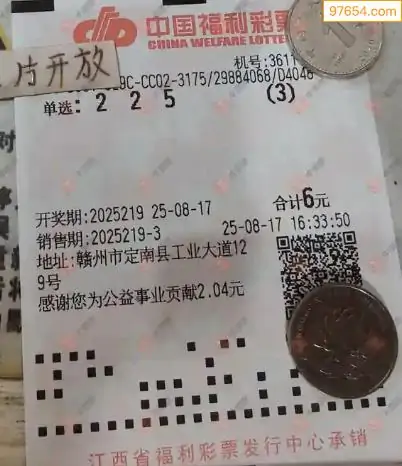 97654.com
中国福利彩票
CHINA WELFARE LOTTE
片开放
机号:3611
9C-CC02-3175/29884068/D4046
单选: 2 2 5 (3)
开奖期:2025219 25-08-17 合计6元
销售期:2025219-3 25-08-17 16:33:50
地址:赣州市定南县工业大道12
9号
感谢您为公益事业贡献2.04元
江西省福利彩票发行中心承销